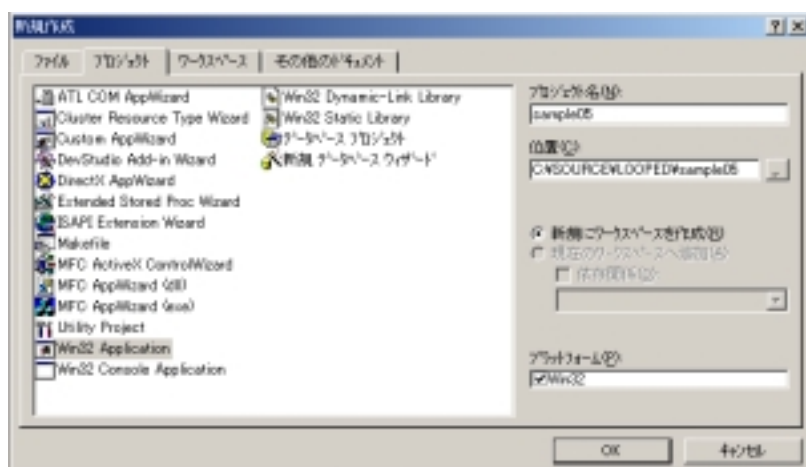 新規作成
ファイル
プロジェクト
ワークスペース
その他のドキュメント
ATL COM AppWizard
Cluster Resource Type Wizard
Custom AppWizard
DevStudio Add-in Wizard
DirectX AppWizard
Extended Stored Proc Wizard
ISAPI Extension Wizard
Makefile
MFC ActiveX ControlWizard
MFC AppWizard (dll)
MFC AppWizard (exe)
Utility Project
Win32 Application
Win32 Console Application
Win32 Dynamic-Link Library
Win32 Static Library
データベース プロジェクト
新規 データベース ウィザード
プロジェクト名(N):
sample05
位置(C):
C:¥SOURCE¥LOOPED¥sample05
新規にワークスペースを作成(R)
現在のワークスペースへ追加(A)
依存関係(D):
プラットフォーム(P):
Win32
OK
キャンセル